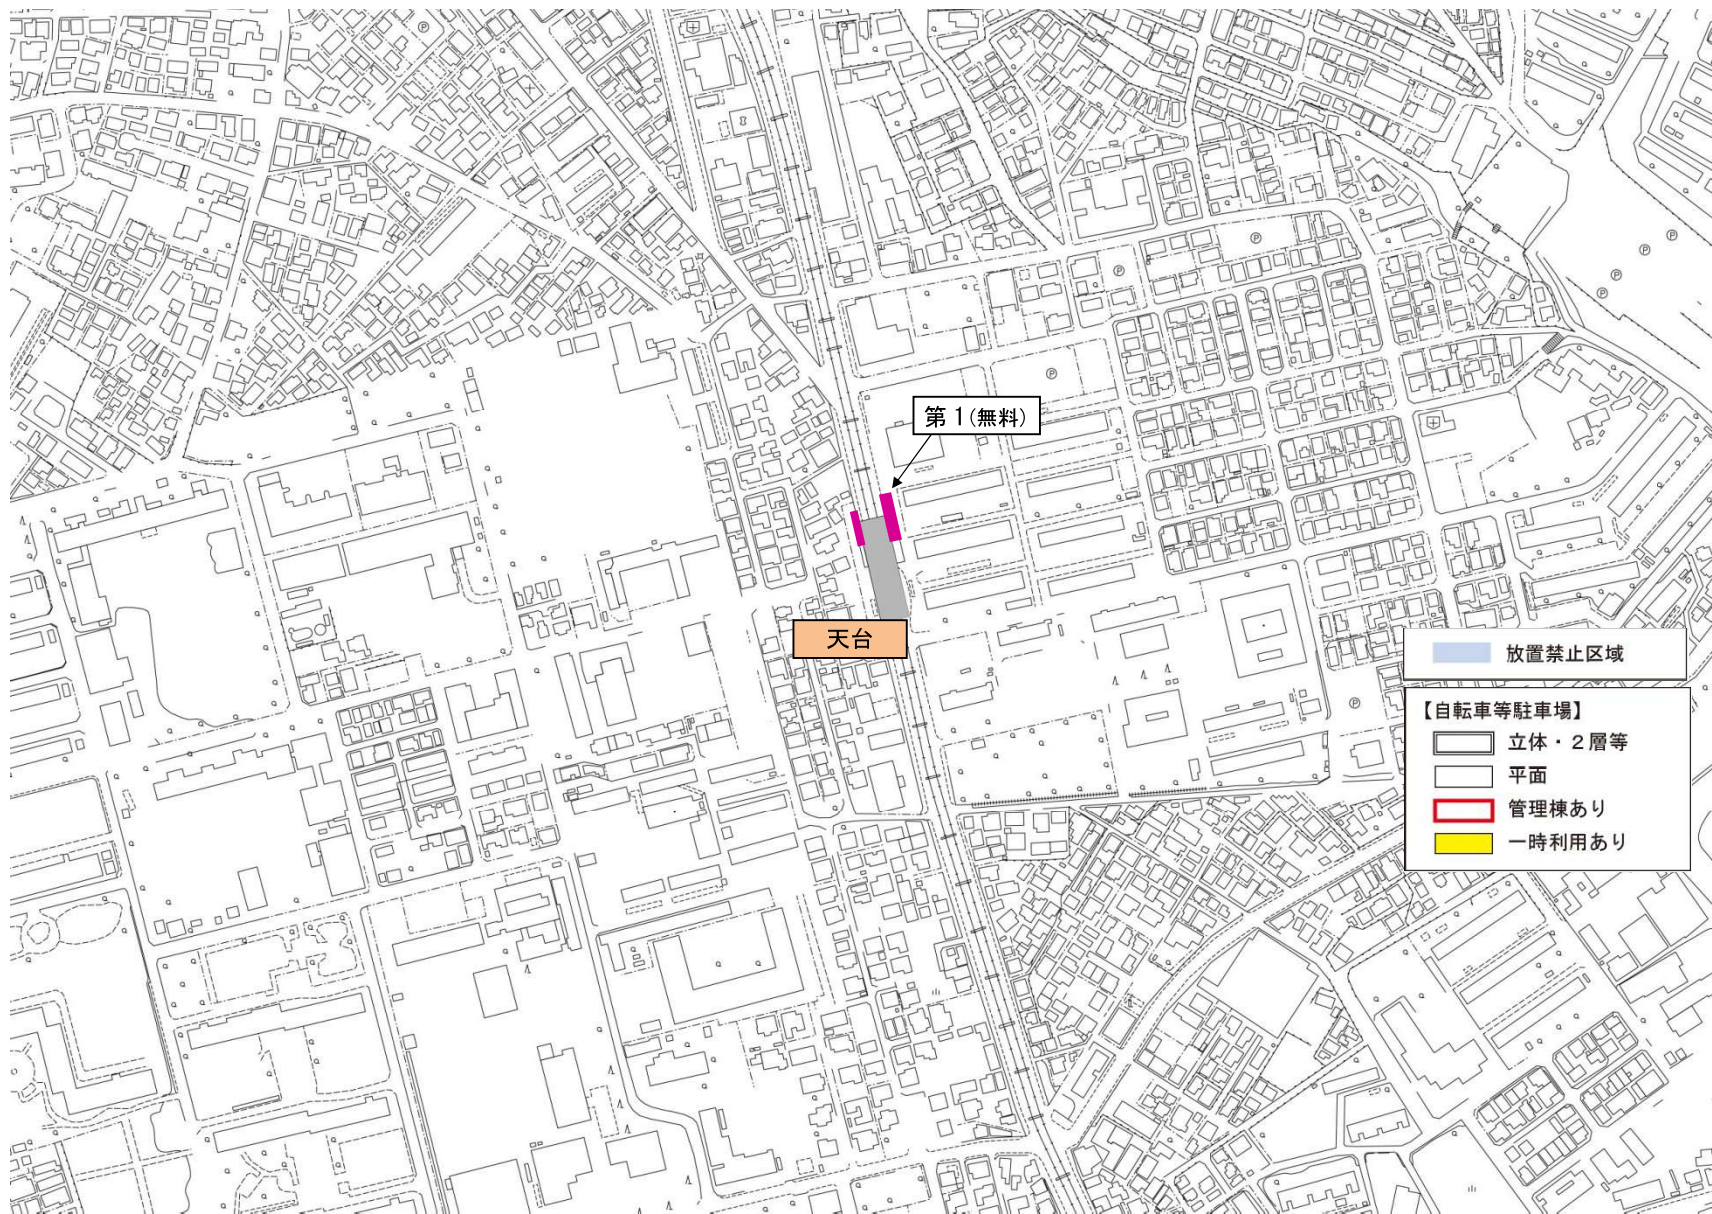 第1(無料)
天台
放置禁止区域
【自転車等駐車場】
立体・2層等
平面
管理棟あり
一時利用あり